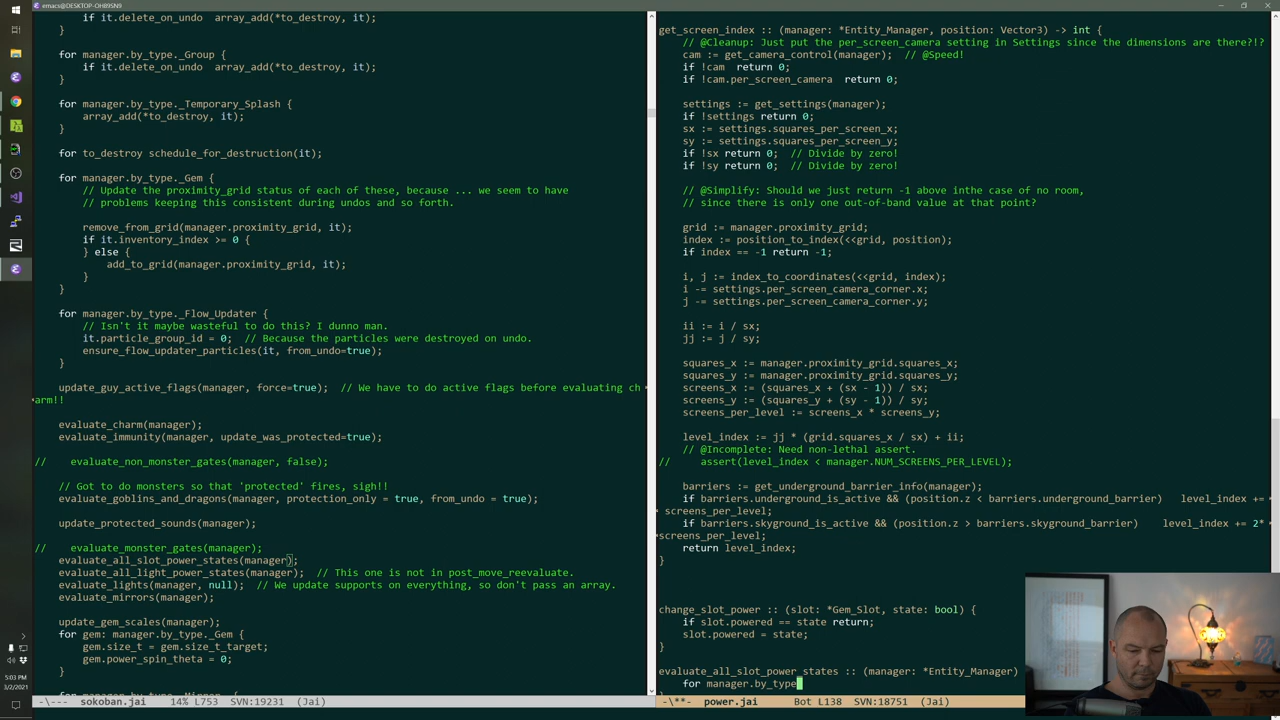 emacs@DESKTOP-OH89SN9
if it.delete_on_undo  array_add(*to_destroy, it);
}
for manager.by_type._Group {
if it.delete_on_undo  array_add(*to_destroy, it);
}
for manager.by_type._Temporary_Splash {
array_add(*to_destroy, it);
}
for to_destroy schedule_for_destruction(it);
for manager.by_type._Gem {
// Update the proximity_grid status of each of these, because ... we seem to have
// problems keeping this consistent during undos and so forth.
remove_from_grid(manager.proximity_grid, it);
if it.inventory_index >= 0 {
} else {
add_to_grid(manager.proximity_grid, it);
}
}
for manager.by_type._Flow_Updater {
// Isn't it maybe wasteful to do this? I dunno man.
it.particle_group_id = 0;  // Because the particles were destroyed on undo.
ensure_flow_updater_particles(it, from_undo=true);
}
update_guy_active_flags(manager, force=true);  // We have to do active flags before evaluating ch
arm!!
evaluate_charm(manager);
evaluate_immunity(manager, update_was_protected=true);
//    evaluate_non_monster_gates(manager, false);
// Got to do monsters so that 'protected' fires, sigh!!
evaluate_goblins_and_dragons(manager, protection_only = true, from_undo = true);
update_protected_sounds(manager);
//    evaluate_monster_gates(manager);
evaluate_all_slot_power_states(manager);
evaluate_all_light_power_states(manager);  // This one is not in post_move_reevaluate.
evaluate_lights(manager, null);  // We update supports on everything, so don't pass an array.
evaluate_mirrors(manager);
update_gem_scales(manager);
for gem: manager.by_type._Gem {
gem.size_t = gem.size_t_target;
gem.power_spin_theta = 0;
}
for manager.by_type._Mirror {
-\---  sokoban.jai    14% L753  SVN:19231  (Jai)
get_screen_index :: (manager: *Entity_Manager, position: Vector3) -> int {
// @Cleanup: Just put the per_screen_camera setting in Settings since the dimensions are there?!?
cam := get_camera_control(manager);  // @Speed!
if !cam  return 0;
if !cam.per_screen_camera  return 0;
settings := get_settings(manager);
if !settings return 0;
sx := settings.squares_per_screen_x;
sy := settings.squares_per_screen_y;
if !sx return 0;  // Divide by zero!
if !sy return 0;  // Divide by zero!
// @Simplify: Should we just return -1 above inthe case of no room,
// since there is only one out-of-band value at that point?
grid := manager.proximity_grid;
index := position_to_index(<<grid, position);
if index == -1 return -1;
i, j := index_to_coordinates(<<grid, index);
i -= settings.per_screen_camera_corner.x;
j -= settings.per_screen_camera_corner.y;
ii := i / sx;
jj := j / sy;
squares_x := manager.proximity_grid.squares_x;
squares_y := manager.proximity_grid.squares_y;
screens_x := (squares_x + (sx - 1)) / sx;
screens_y := (squares_y + (sy - 1)) / sy;
screens_per_level := screens_x * screens_y;
level_index := jj * (grid.squares_x / sx) + ii;
// @Incomplete: Need non-lethal assert.
//    assert(level_index < manager.NUM_SCREENS_PER_LEVEL);
barriers := get_underground_barrier_info(manager);
if barriers.underground_is_active && (position.z < barriers.underground_barrier)   level_index +=
screens_per_level;
if barriers.skyground_is_active && (position.z > barriers.skyground_barrier)    level_index += 2*
screens_per_level;
return level_index;
}
change_slot_power :: (slot: *Gem_Slot, state: bool) {
if slot.powered == state return;
slot.powered = state;
}
evaluate_all_slot_power_states :: (manager: *Entity_Manager)
for manager.by_type
-\**-  power.jai      Bot L138  SVN:18751  (Jai)
5:03 PM
5/2/2021